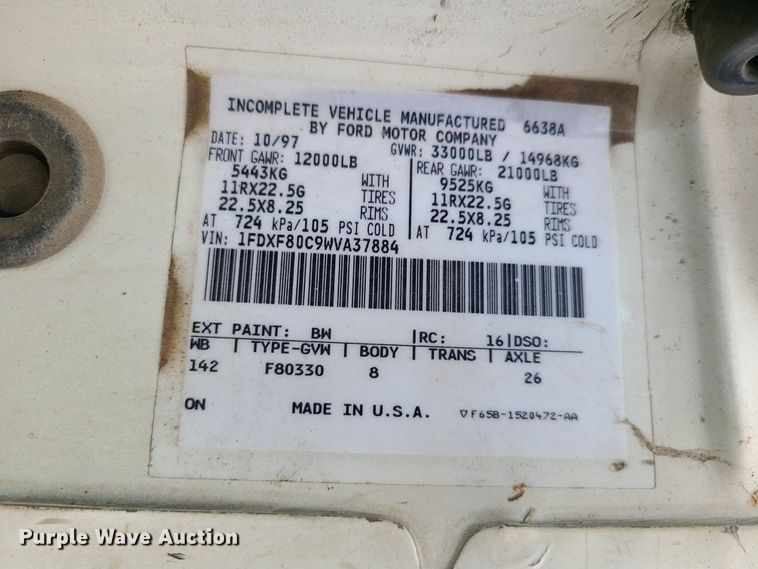 INCOMPLETE VEHICLE MANUFACTURED 6638A
BY FORD MOTOR COMPANY
DATE: 10/97 GVWR: 33000LB / 14968KG
FRONT GAWR: 12000LB REAR GAWR: 21000LB
5443KG WITH 9525KG WITH
11RX22.5G TIRES 11RX22.5G TIRES
22.5X8.25 RIMS 22.5X8.25 RIMS
AT 724 kPa/105 PSI COLD AT 724 kPa/105 PSI COLD
VIN: 1FDXF80C9WVA37884
EXT PAINT: BW RC: 16 DSO:
WB TYPE-GVW BODY TRANS AXLE
142 F80330 8 26
ON MADE IN U.S.A. ▽F65B-1520472-AA
Purple Wave Auction